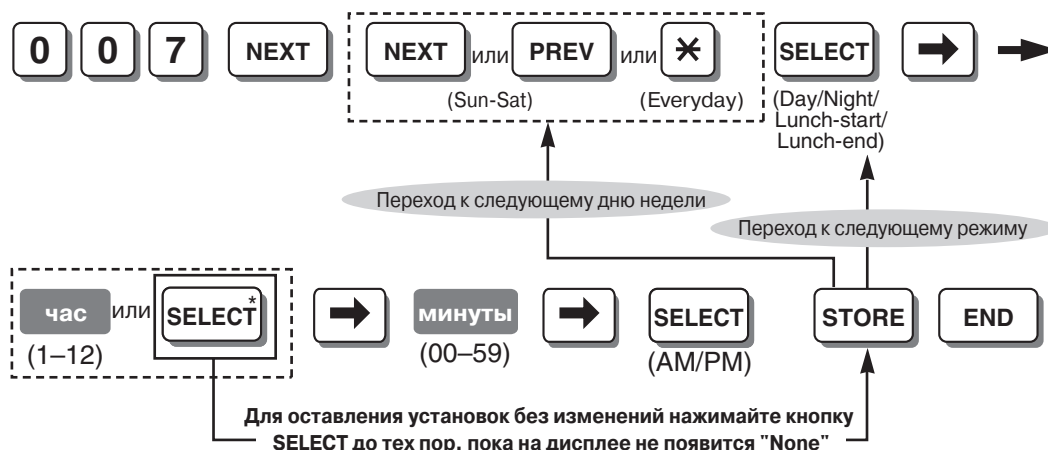 0 0 7 NEXT NEXT или PREV или * SELECT
(Sun-Sat) (Everyday) (Day/Night/
Lunch-start/
Lunch-end)
Переход к следующему дню недели
Переход к следующему режиму
час или SELECT* минуты SELECT STORE END
(1–12) (00–59) (AM/PM)
Для оставления установок без изменений нажимайте кнопку
SELECT до тех пор, пока на дисплее не появится "None"